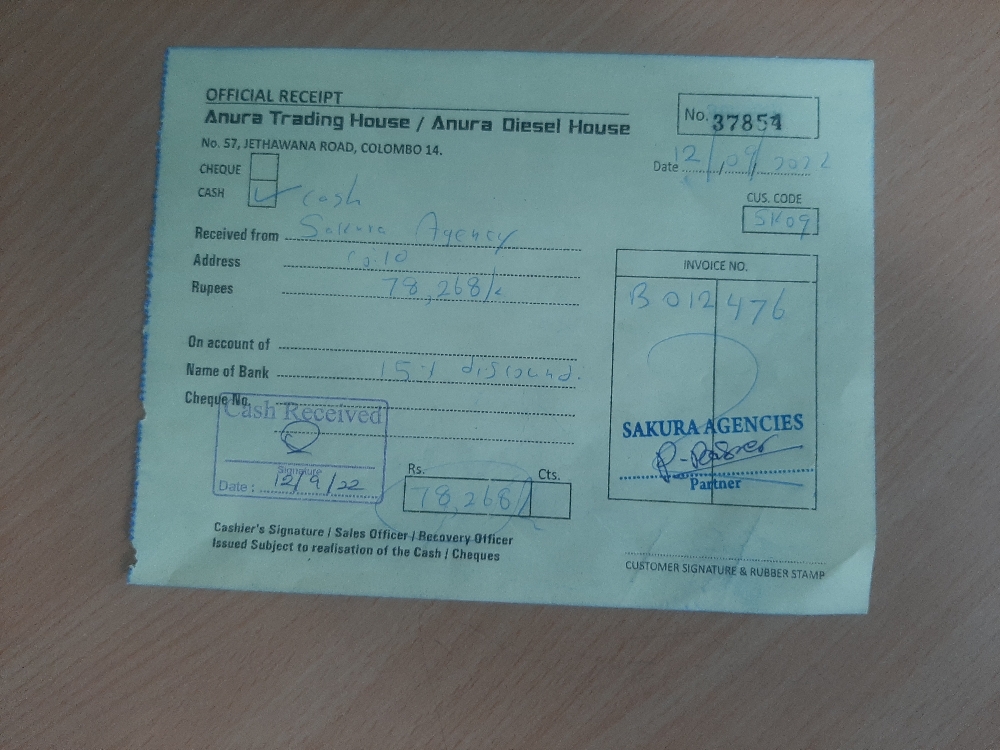 OFFICIAL RECEIPT
Anura Trading House / Anura Diesel House
No. 57, JETHAWANA ROAD, COLOMBO 14.
No. 37854
Date 12/09/2022
CHEQUE
CASH ✓ cash
CUS. CODE
SK09
Received from Sakura Agency
Address
Rupees 78,268/
INVOICE NO.
B 012476
On account of
Name of Bank 15%
Cheque No.
Cash Received
Signature
Date : 12/9/22
Rs. Cts.
78,268/
SAKURA AGENCIES
Partner
Cashier's Signature / Sales Officer / Recovery Officer
Issued Subject to realisation of the Cash / Cheques
CUSTOMER SIGNATURE & RUBBER STAMP